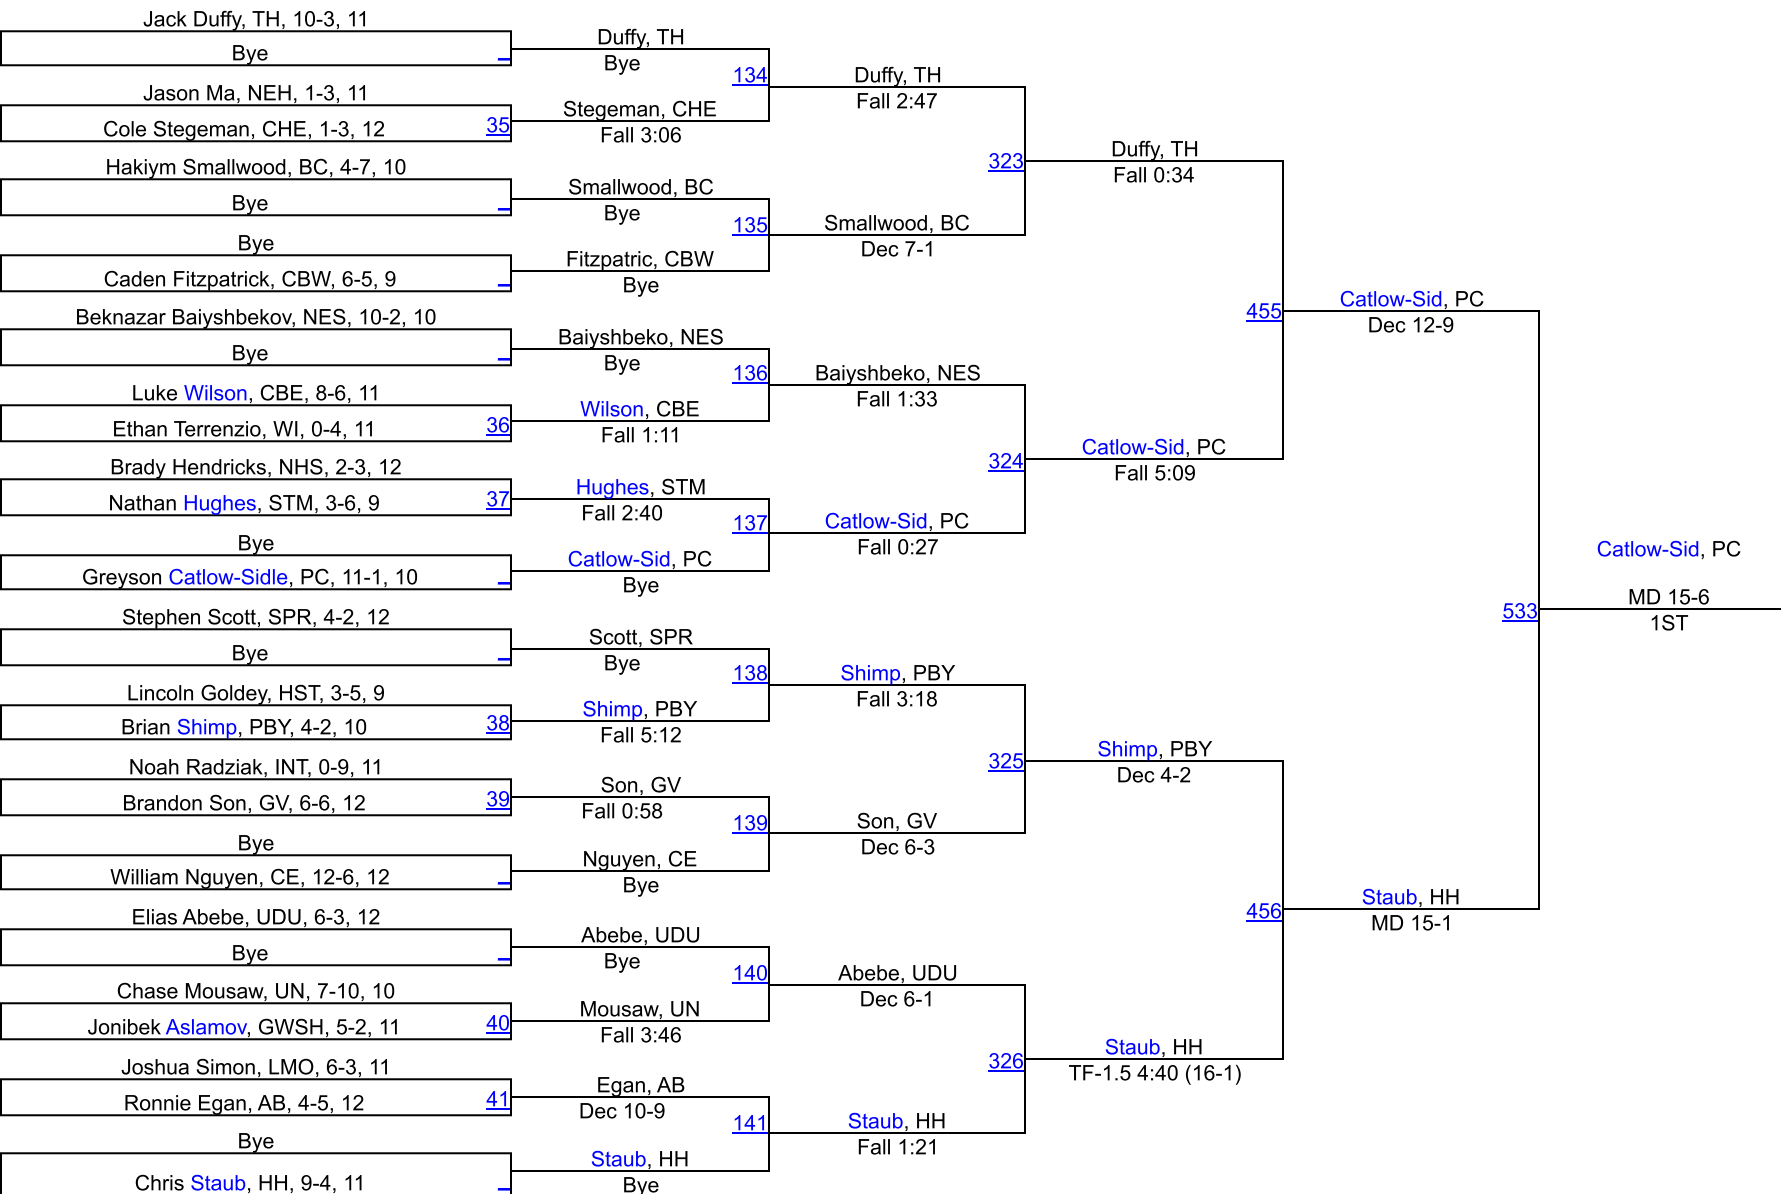 Jack Duffy, TH, 10-3, 11
Bye
Jason Ma, NEH, 1-3, 11
Cole Stegeman, CHE, 1-3, 12
35
Hakiym Smallwood, BC, 4-7, 10
Bye
Bye
Caden Fitzpatrick, CBW, 6-5, 9
Beknazar Baiyshbekov, NES, 10-2, 10
Bye
Luke Wilson, CBE, 8-6, 11
Ethan Terrenzio, WI, 0-4, 11
36
Brady Hendricks, NHS, 2-3, 12
Nathan Hughes, STM, 3-6, 9
37
Bye
Greyson Catlow-Sidle, PC, 11-1, 10
Stephen Scott, SPR, 4-2, 12
Bye
Lincoln Goldey, HST, 3-5, 9
Brian Shimp, PBY, 4-2, 10
38
Noah Radziak, INT, 0-9, 11
Brandon Son, GV, 6-6, 12
39
Bye
William Nguyen, CE, 12-6, 12
Elias Abebe, UDU, 6-3, 12
Bye
Chase Mousaw, UN, 7-10, 10
Jonibek Aslamov, GWSH, 5-2, 11
40
Joshua Simon, LMO, 6-3, 11
Ronnie Egan, AB, 4-5, 12
41
Bye
Chris Staub, HH, 9-4, 11
Duffy, TH
Bye
134
Stegeman, CHE
Fall 3:06
Smallwood, BC
Bye
135
Fitzpatric, CBW
Bye
Baiyshbeko, NES
Bye
136
Wilson, CBE
Fall 1:11
Hughes, STM
Fall 2:40
137
Catlow-Sid, PC
Bye
Scott, SPR
Bye
138
Shimp, PBY
Fall 5:12
Son, GV
Fall 0:58
139
Nguyen, CE
Bye
Abebe, UDU
Bye
140
Mousaw, UN
Fall 3:46
Egan, AB
Dec 10-9
141
Staub, HH
Bye
Duffy, TH
Fall 2:47
323
Smallwood, BC
Dec 7-1
Baiyshbeko, NES
Fall 1:33
324
Catlow-Sid, PC
Fall 0:27
Shimp, PBY
Fall 3:18
325
Son, GV
Dec 6-3
Abebe, UDU
Dec 6-1
326
Staub, HH
Fall 1:21
Duffy, TH
Fall 0:34
455
Catlow-Sid, PC
Fall 5:09
Shimp, PBY
Dec 4-2
456
Staub, HH
TF-1.5 4:40 (16-1)
Catlow-Sid, PC
Dec 12-9
533
Staub, HH
MD 15-1
Catlow-Sid, PC
MD 15-6
1ST